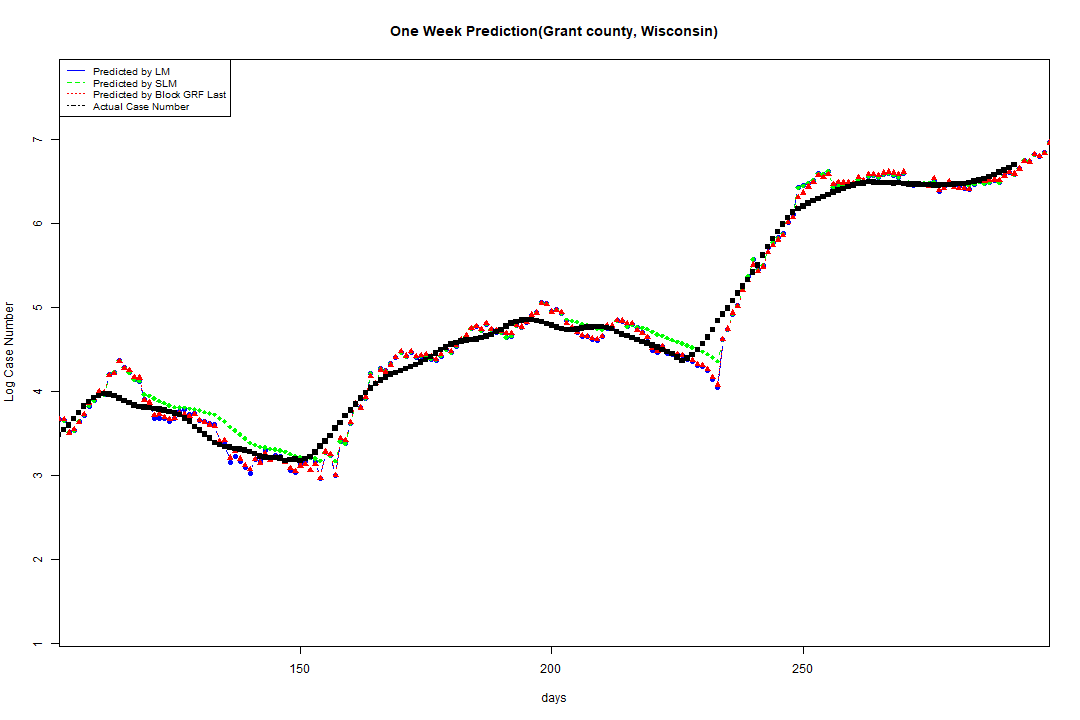 One Week Prediction(Grant county, Wisconsin)
Predicted by LM
Predicted by SLM
Predicted by Block GRF Last
Actual Case Number
7
6
5
4
3
2
1
Log Case Number
150 200 250
days